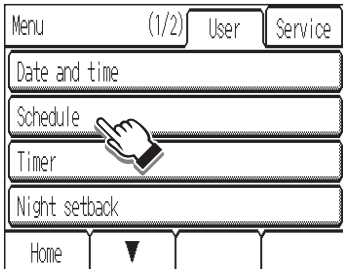 Menu (1/2) User Service
Date and time
Schedule
Timer
Night setback
Home ▼